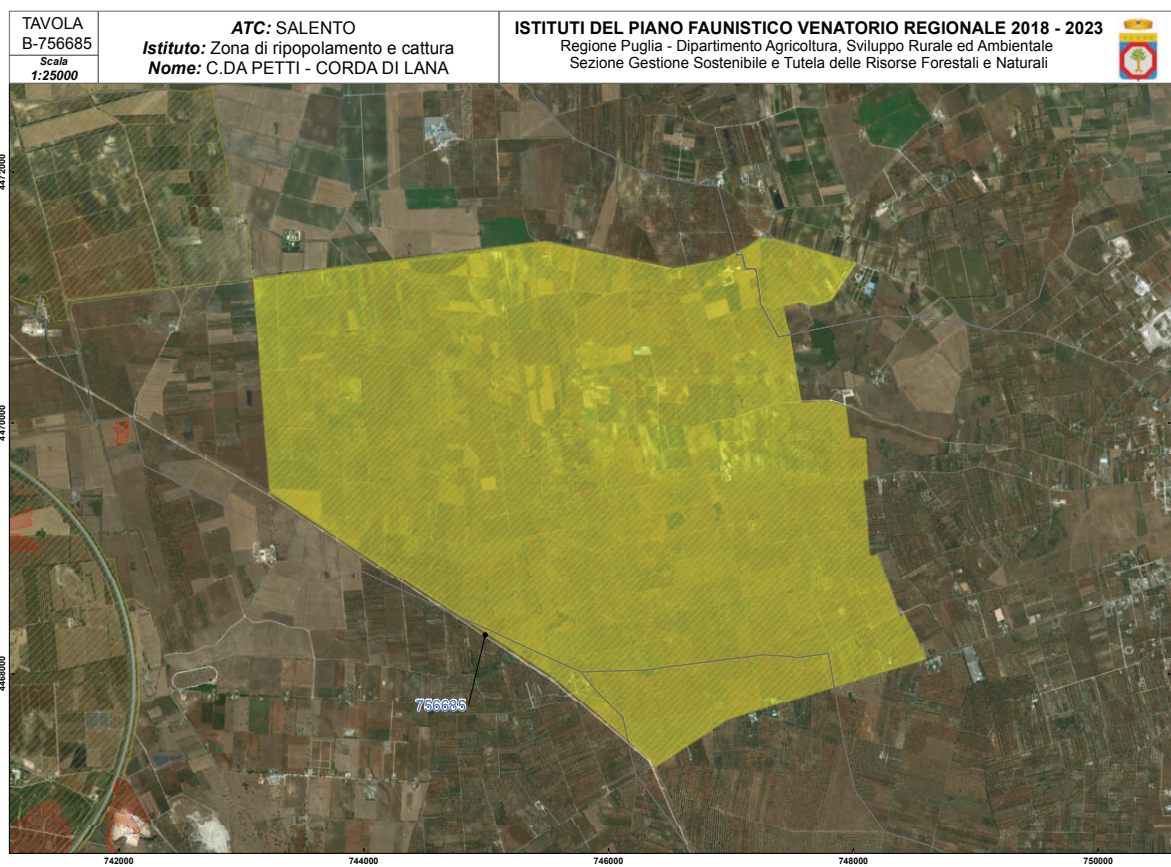 TAVOLA
B-756685
Scala
1:25000
ATC: SALENTO
Istituto: Zona di ripopolamento e cattura
Nome: C.DA PETTI - CORDA DI LANA
ISTITUTI DEL PIANO FAUNISTICO VENATORIO REGIONALE 2018 - 2023
Regione Puglia - Dipartimento Agricoltura, Sviluppo Rurale ed Ambientale
Sezione Gestione Sostenibile e Tutela delle Risorse Forestali e Naturali
4472000
4470000
4468000
756685
742000
744000
746000
748000
750000